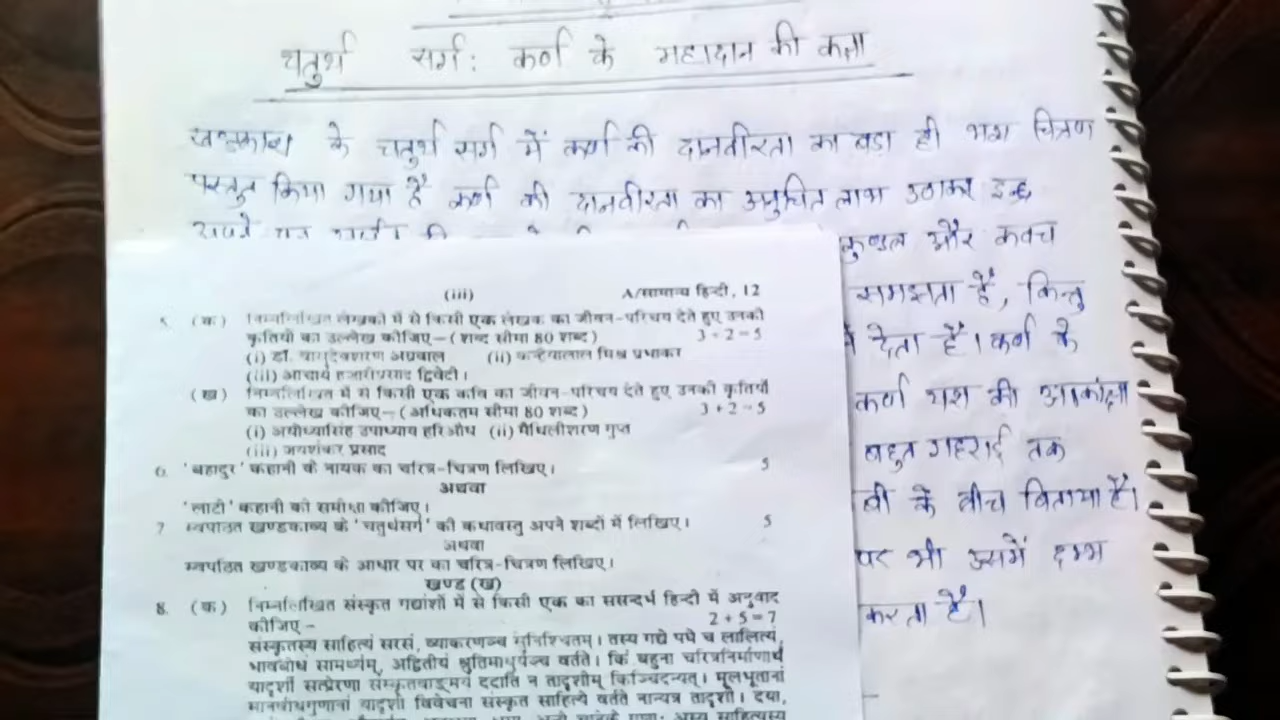 चतुर्थ सर्ग: कर्ण के महादान की कथा
खण्डकाव्य के चतुर्थ सर्ग में कर्ण की दानवीरता का बड़ा ही भव्य चित्रण
प्रस्तुत किया गया है कर्ण की दानवीरता का अनुचित लाभ उठाकर इन्द्र
कुण्डल और कवच
समझता है, किन्तु
देता है। कर्ण के
कर्ण यश की आकांक्षा
बहुत गहराई तक
के बीच बिताया है।
पर भी उसमें दम्भ
करता है।
(iii) A/सामान्य हिन्दी, 12
5. (क) निम्नलिखित लेखकों में से किसी एक लेखक का जीवन-परिचय देते हुए उनकी
कृतियों का उल्लेख कीजिए-(शब्द सीमा 80 शब्द) 3+2=5
(i) डॉ. वासुदेवशरण अग्रवाल (ii) कन्हैयालाल मिश्र प्रभाकर
(iii) आचार्य हजारीप्रसाद द्विवेदी।
(ख) निम्नलिखित में से किसी एक कवि का जीवन-परिचय देते हुए उनकी कृतियों
का उल्लेख कीजिए-(अधिकतम सीमा 80 शब्द) 3+2=5
(i) अयोध्यासिंह उपाध्याय हरिऔध (ii) मैथिलीशरण गुप्त
(iii) जयशंकर प्रसाद
6. 'बहादुर' कहानी के नायक का चरित्र-चित्रण लिखिए। 5
अथवा
'लाटी' कहानी की समीक्षा कीजिए।
7 स्वपठित खण्डकाव्य के 'चतुर्थसर्ग' की कथावस्तु अपने शब्दों में लिखिए। 5
अथवा
स्वपठित खण्डकाव्य के आधार पर का चरित्र-चित्रण लिखिए।
खण्ड (ख)
8. (क) निम्नलिखित संस्कृत गद्यांशों में से किसी एक का ससन्दर्भ हिन्दी में अनुवाद
कीजिए - 2+5=7
संस्कृतस्य साहित्यं सरसं, व्याकरणञ्च सुनिश्चितम्। तस्य गद्ये पद्ये च लालित्यं,
भावबोध सामर्थ्यम्, अद्वितीयं श्रुतिमाधुर्यञ्च वर्तते। किं बहुना चरित्रनिर्माणार्थं
यादृशीं सत्प्रेरणां संस्कृतवाङ्मयं ददाति न तादृशीम् किञ्चिदन्यत्। मूलभूतानां
मानवीयगुणानां यादृशी विवेचना संस्कृत साहित्ये वर्तते नान्यत्र तादृशी। दया,